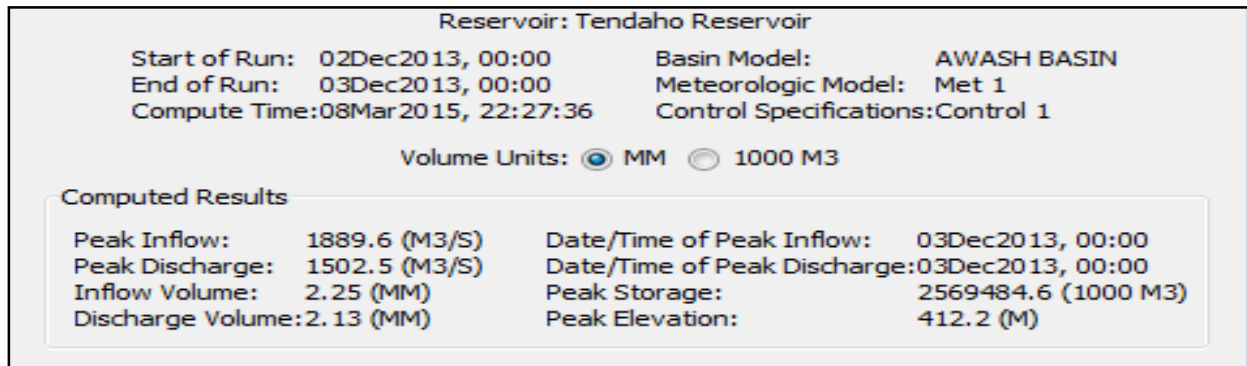 Reservoir: Tendaho Reservoir
Start of Run: 02Dec2013, 00:00 Basin Model: AWASH BASIN
End of Run: 03Dec2013, 00:00 Meteorologic Model: Met 1
Compute Time:08Mar2015, 22:27:36 Control Specifications:Control 1
Volume Units: MM 1000 M3
Computed Results
Peak Inflow: 1889.6 (M3/S) Date/Time of Peak Inflow: 03Dec2013, 00:00
Peak Discharge: 1502.5 (M3/S) Date/Time of Peak Discharge:03Dec2013, 00:00
Inflow Volume: 2.25 (MM) Peak Storage: 2569484.6 (1000 M3)
Discharge Volume:2.13 (MM) Peak Elevation: 412.2 (M)